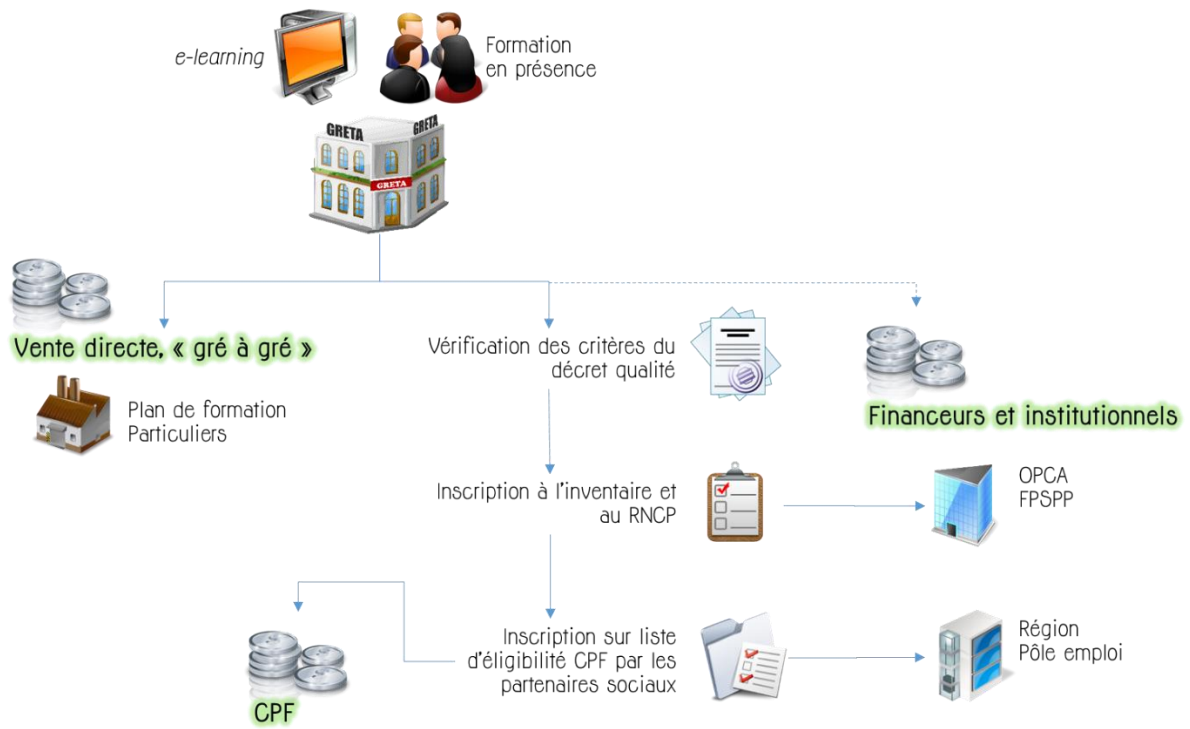 e-learning
Formation
en présence
GRETA
GRETA
GRETA
Vente directe, « gré à gré »
Plan de formation
Particuliers
Vérification des critères du
décret qualité
Financeurs et institutionnels
Inscription à l'inventaire et
au RNCP
OPCA
FPSPP
Inscription sur liste
d'éligibilité CPF par les
partenaires sociaux
Région
Pôle emploi
CPF